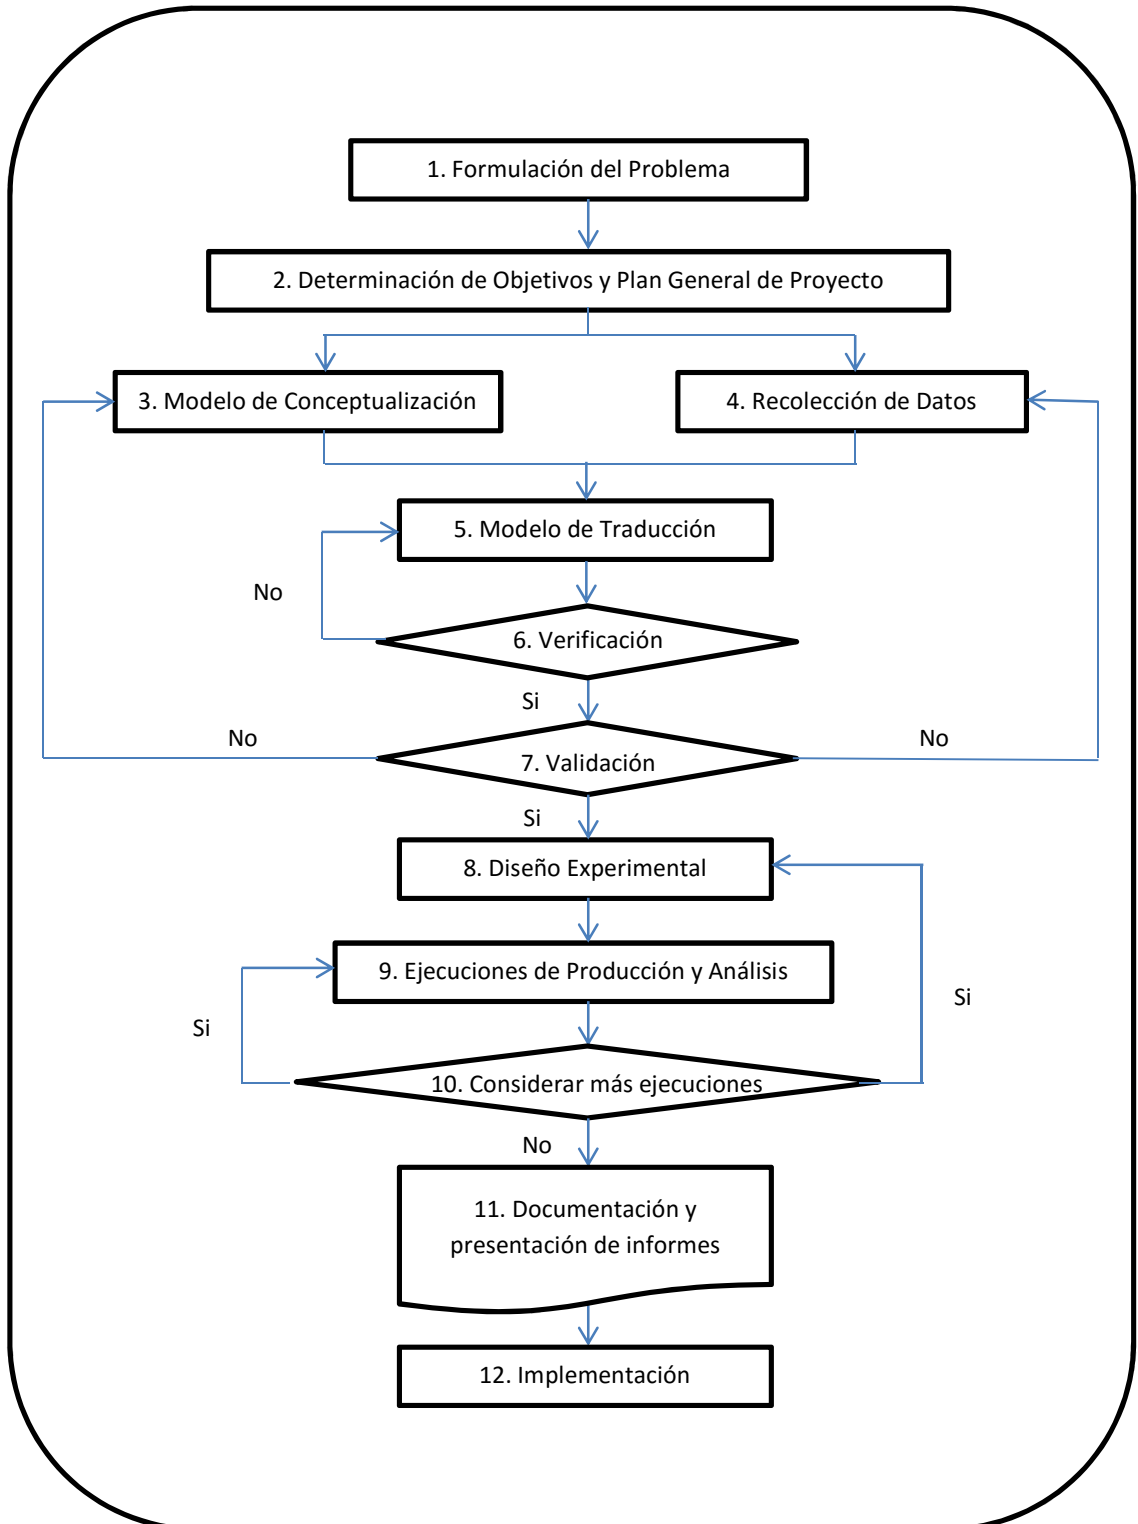 1. Formulación del Problema
2. Determinación de Objetivos y Plan General de Proyecto
3. Modelo de Conceptualización
4. Recolección de Datos
5. Modelo de Traducción
No
6. Verificación
Si
No
No
7. Validación
Si
8. Diseño Experimental
9. Ejecuciones de Producción y Análisis
Si
Si
10. Considerar más ejecuciones
No
11. Documentación y
presentación de informes
12. Implementación